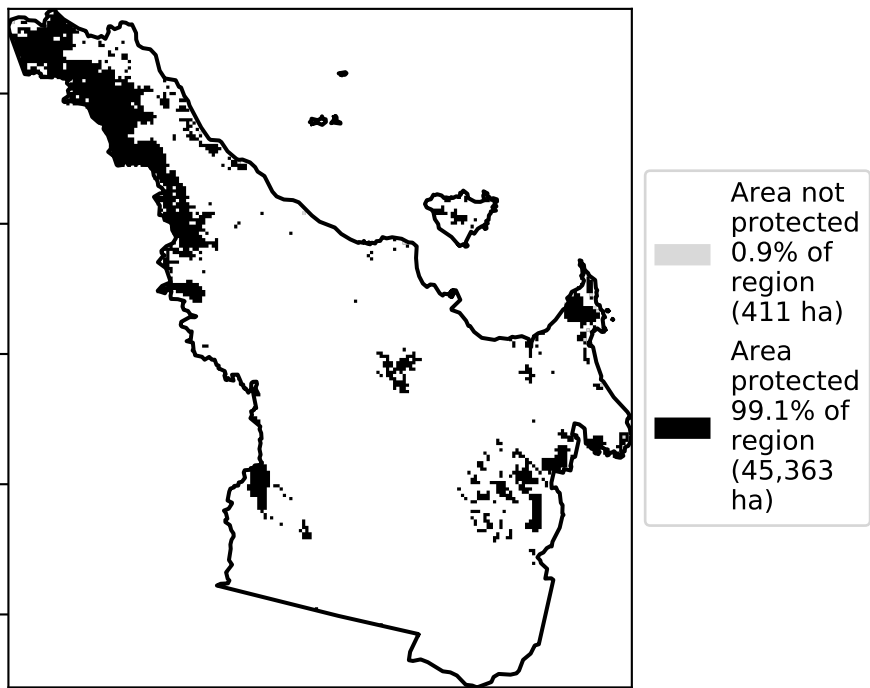 Area not
protected
0.9% of
region
(411 ha)
Area
protected
99.1% of
region
(45,363
ha)